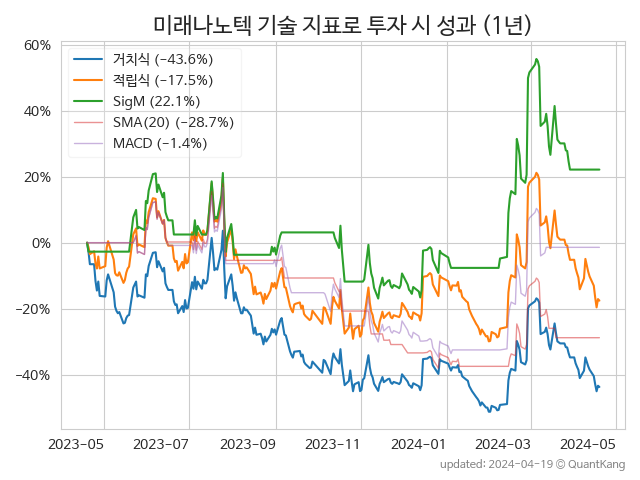 미래나노텍 기술 지표로 투자 시 성과 (1년)
60%
40%
20%
0%
−20%
−40%
거치식 (−43.6%)
적립식 (−17.5%)
SigM (22.1%)
SMA(20) (−28.7%)
MACD (−1.4%)
2023-05 2023-07 2023-09 2023-11 2024-01 2024-03 2024-05
updated: 2024-04-19 © QuantKang